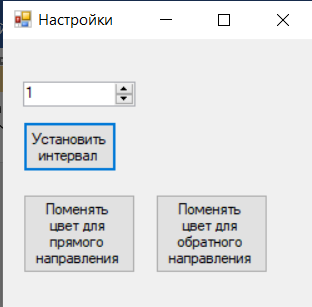 Настройки
1
Установить
интервал
Поменять
цвет для
прямого
направления
Поменять
цвет для
обратного
направления